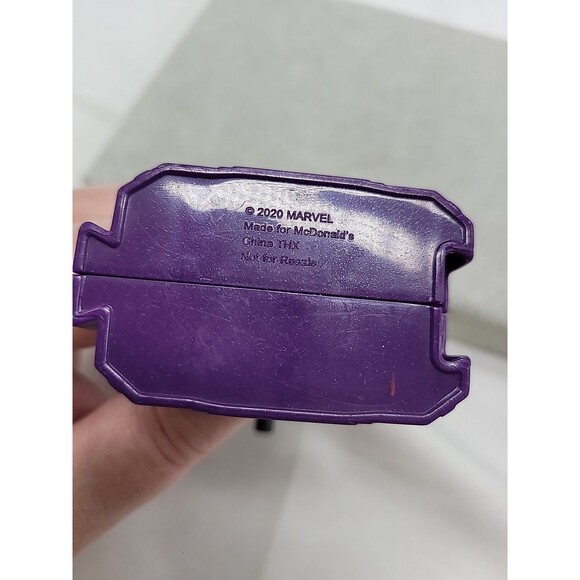 © 2020 MARVEL
Made for McDonald's
China THX
Not for Resale